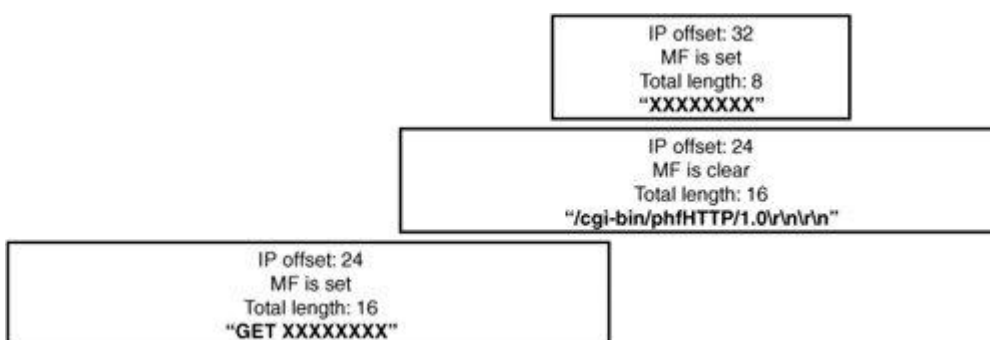 IP offset: 32
MF is set
Total length: 8
“XXXXXXXX”
IP offset: 24
MF is clear
Total length: 16
“/cgi-bin/phfHTTP/1.0\r\n\r\n”
IP offset: 24
MF is set
Total length: 16
“GET XXXXXXXX”